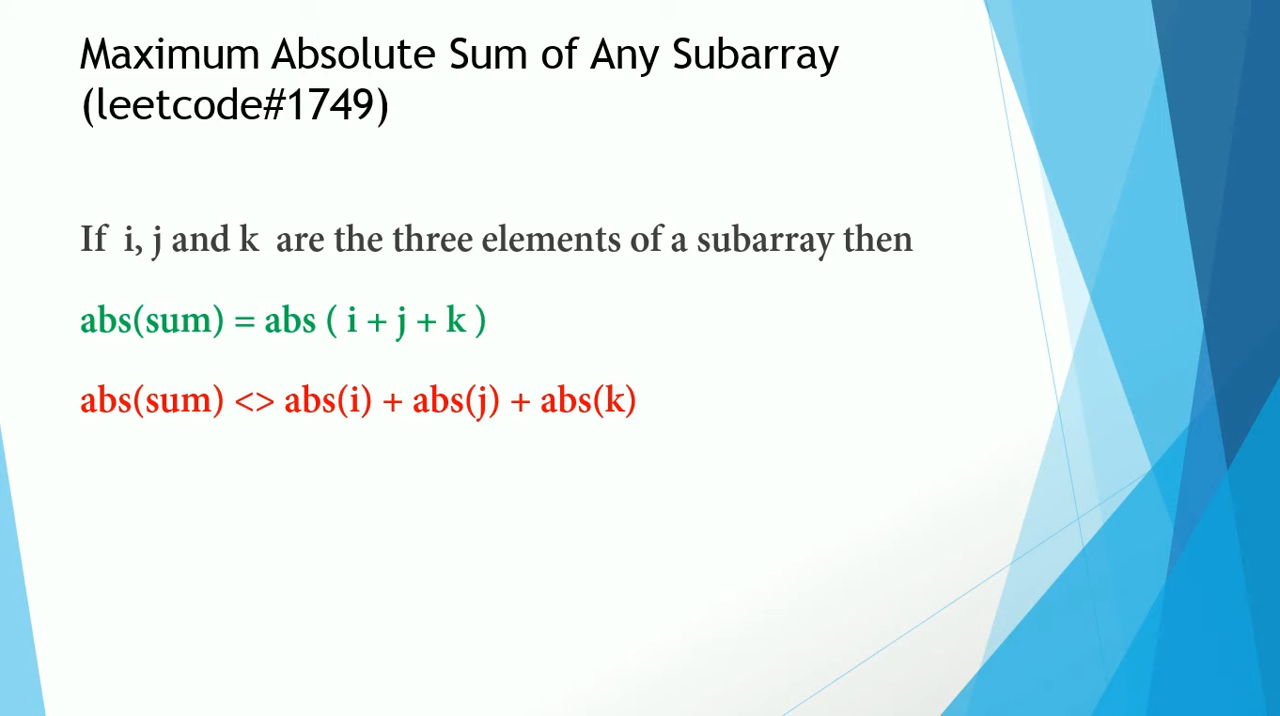 Maximum Absolute Sum of Any Subarray
(leetcode#1749)
If i, j and k are the three elements of a subarray then
abs(sum) = abs ( i + j + k )
abs(sum) <> abs(i) + abs(j) + abs(k)